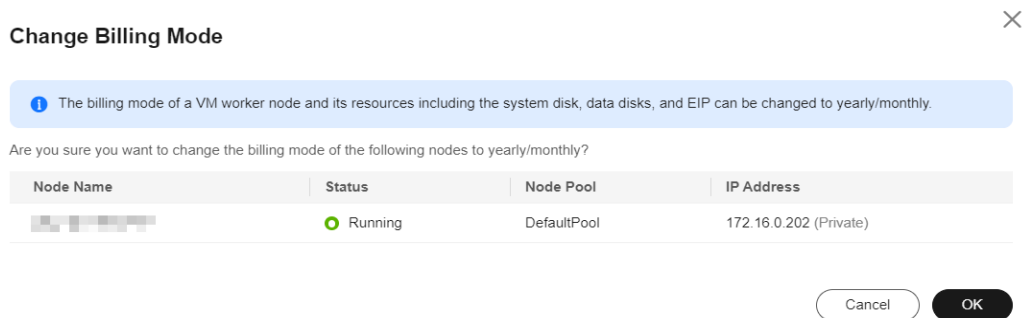 Change Billing Mode
The billing mode of a VM worker node and its resources including the system disk, data disks, and EIP can be changed to yearly/monthly.
Are you sure you want to change the billing mode of the following nodes to yearly/monthly?
Node Name Status Node Pool IP Address
Running DefaultPool 172.16.0.202 (Private)
Cancel OK